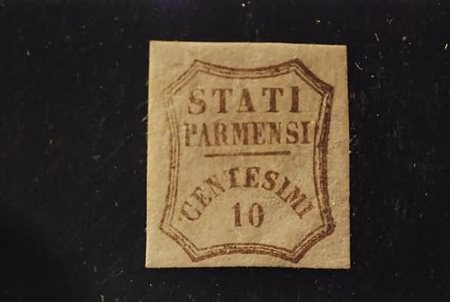 STATI
PARMENSI
CENTESIMI
10